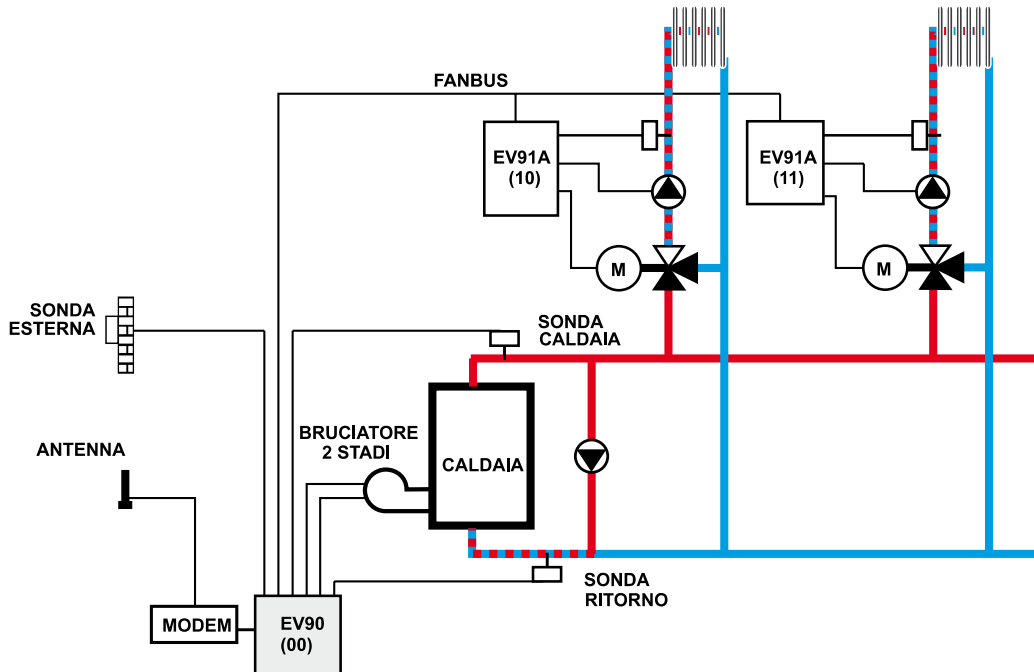 FANBUS
EV91A
(10)
EV91A
(11)
M
M
SONDA
ESTERNA
SONDA
CALDAIA
BRUCIATORE
2 STADI
ANTENNA
CALDAIA
SONDA
RITORNO
MODEM
EV90
(00)